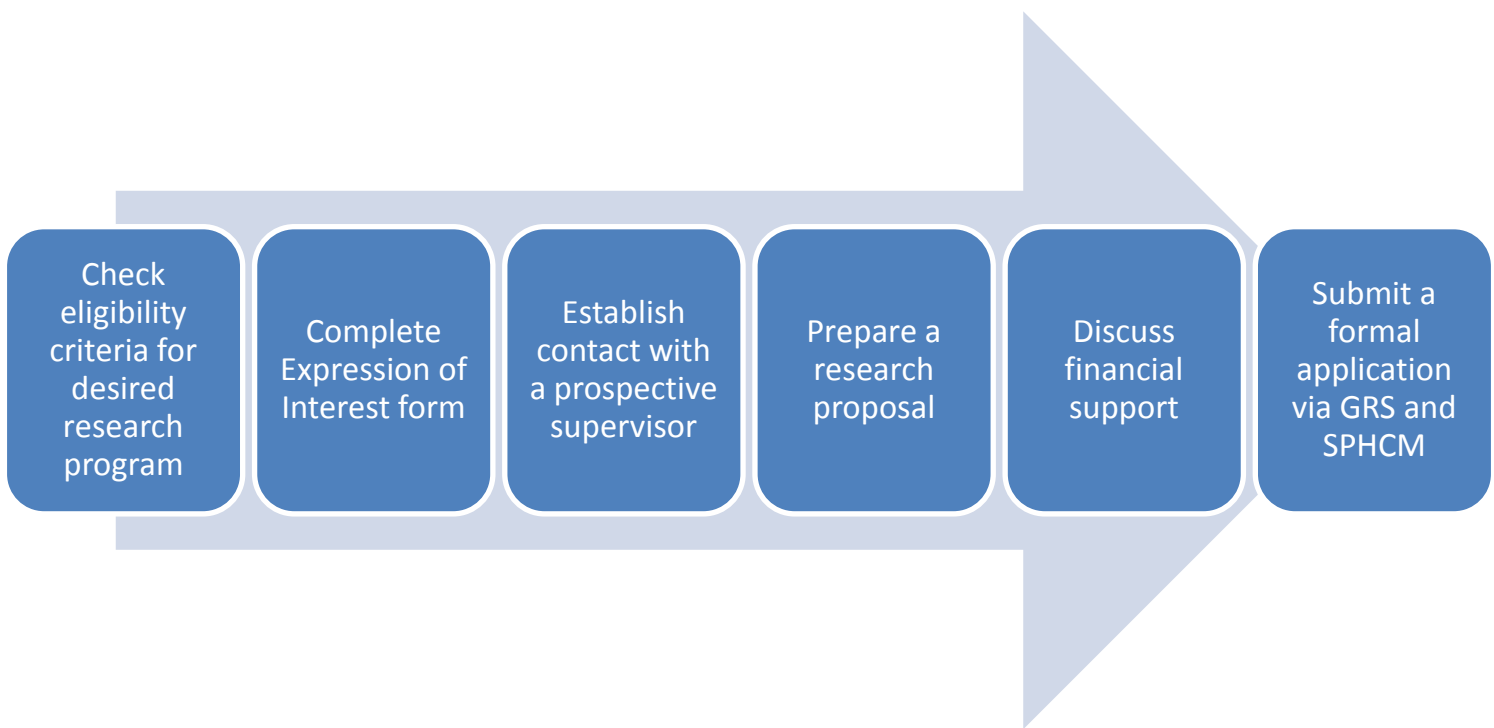 Check
eligibility
criteria for
desired
research
program
Complete
Expression of
Interest form
Establish
contact with
a prospective
supervisor
Prepare a
research
proposal
Discuss
financial
support
Submit a
formal
application
via GRS and
SPHCM